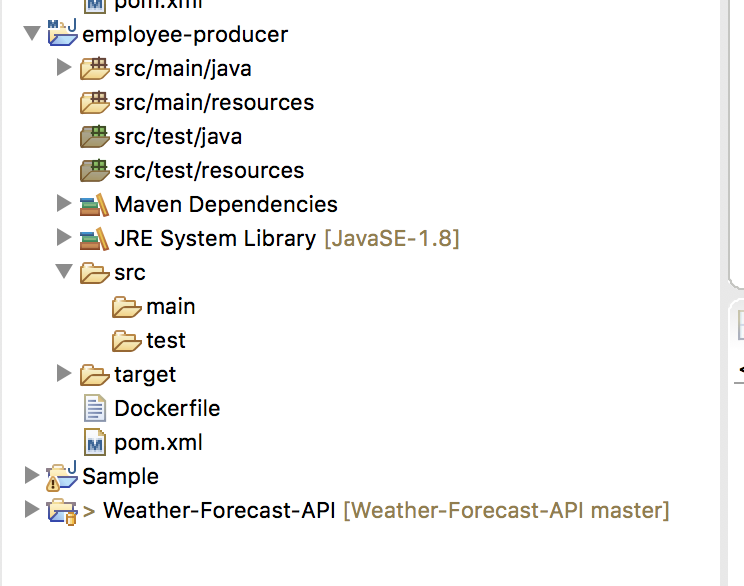 pom.xml
employee-producer
src/main/java
src/main/resources
src/test/java
src/test/resources
Maven Dependencies
JRE System Library [JavaSE-1.8]
src
main
test
target
Dockerfile
pom.xml
Sample
> Weather-Forecast-API [Weather-Forecast-API master]